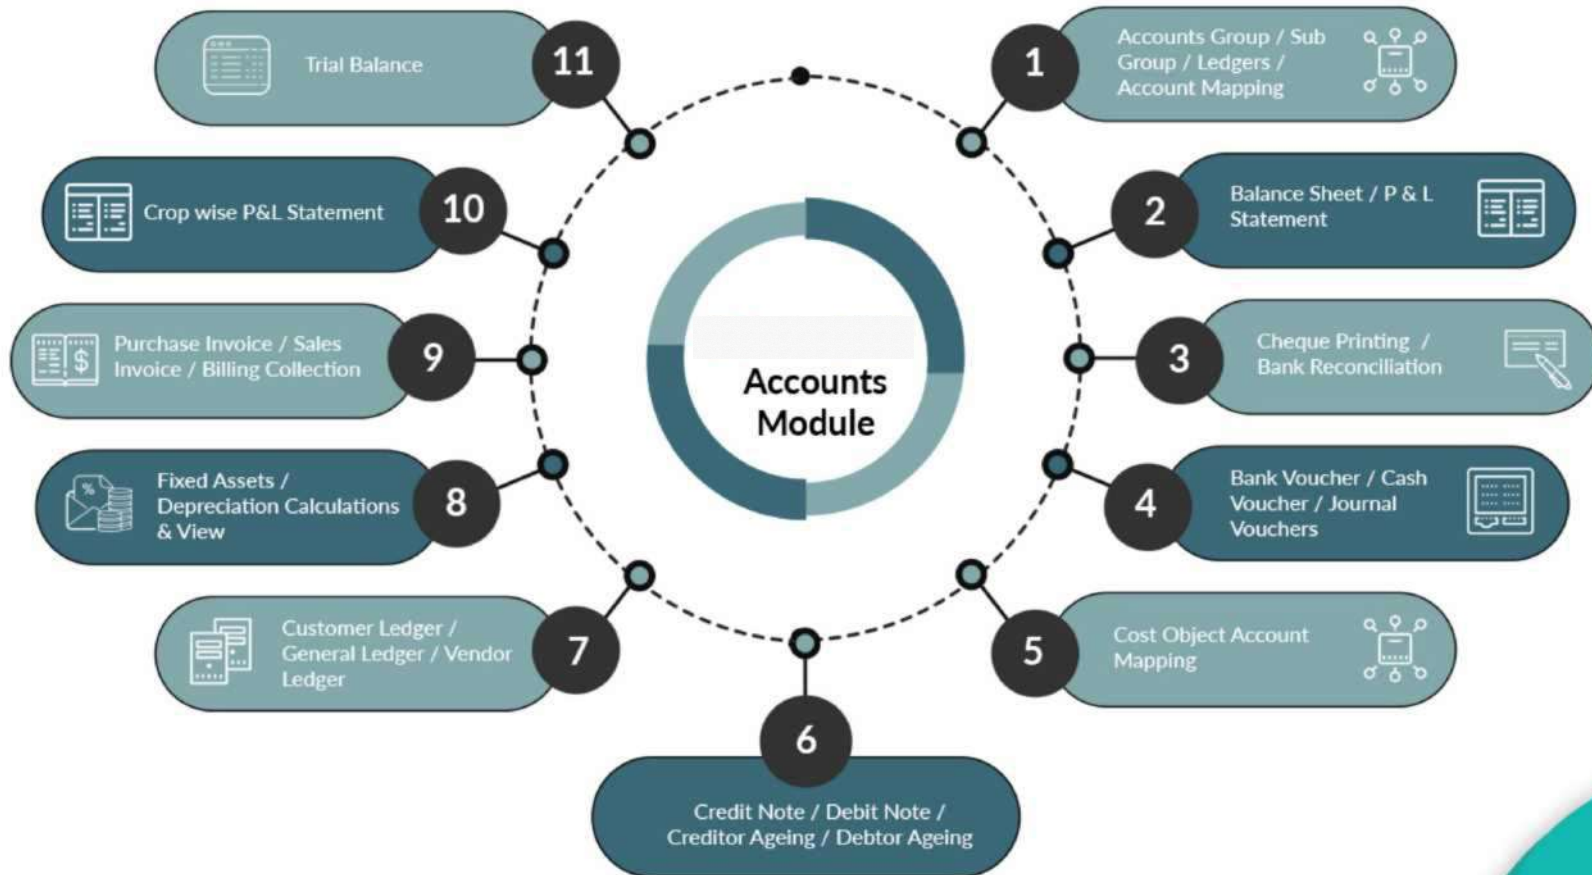 Accounts Module
1
Accounts Group / Sub
Group / Ledgers /
Account Mapping
2
Balance Sheet / P & L
Statement
3
Cheque Printing /
Bank Reconciliation
4
Bank Voucher / Cash
Voucher / Journal
Vouchers
5
Cost Object Account
Mapping
6
Credit Note / Debit Note /
Creditor Ageing / Debtor Ageing
7
Customer Ledger /
General Ledger / Vendor
Ledger
8
Fixed Assets /
Depreciation Calculations
& View
9
Purchase Invoice / Sales
Invoice / Billing Collection
10
Crop wise P&L Statement
11
Trial Balance
%
$